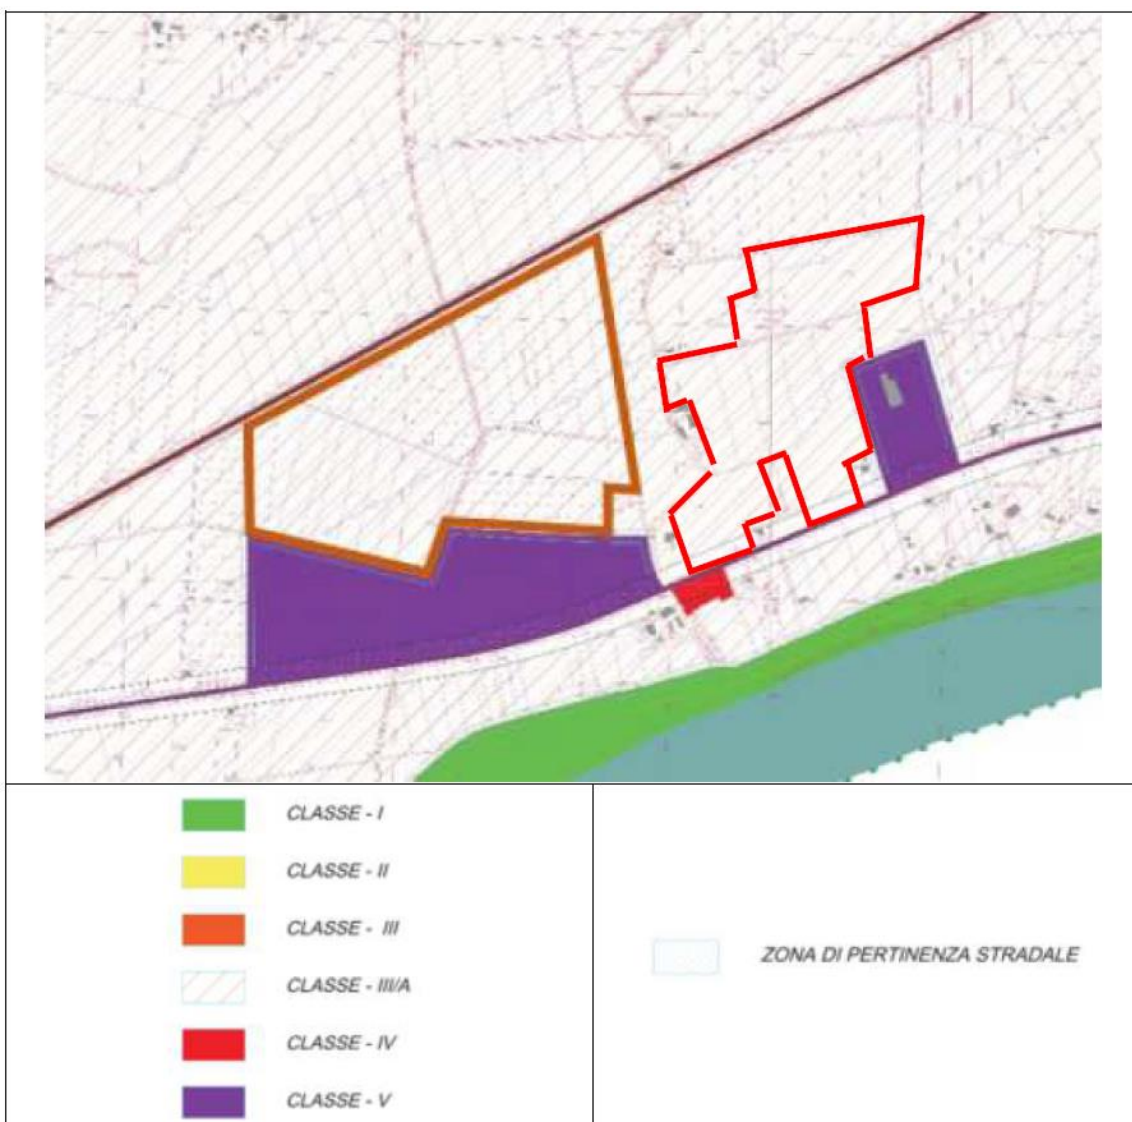 CLASSE - I
CLASSE - II
CLASSE - III
CLASSE - III/A
CLASSE - IV
CLASSE - V
ZONA DI PERTINENZA STRADALE